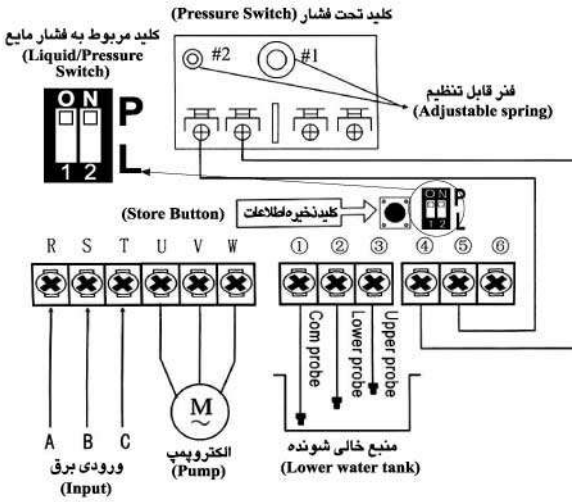 کلید تحت فشار (Pressure Switch)
کلید مربوط به فشار مایع
(Liquid/Pressure
Switch)
#2
#1
فنر قابل تنظیم
(Adjustable spring)
O N
P
L
1 2
(Store Button)
کلید ذخیره اطلاعات
O N
P
L
1 2
R S T U V W
① ② ③ ④ ⑤ ⑥
Com probe
Lower probe
Upper probe
M
~
A B C
ورودی برق
(Input)
الکتروپمپ
(Pump)
منبع خالی شونده
(Lower water tank)